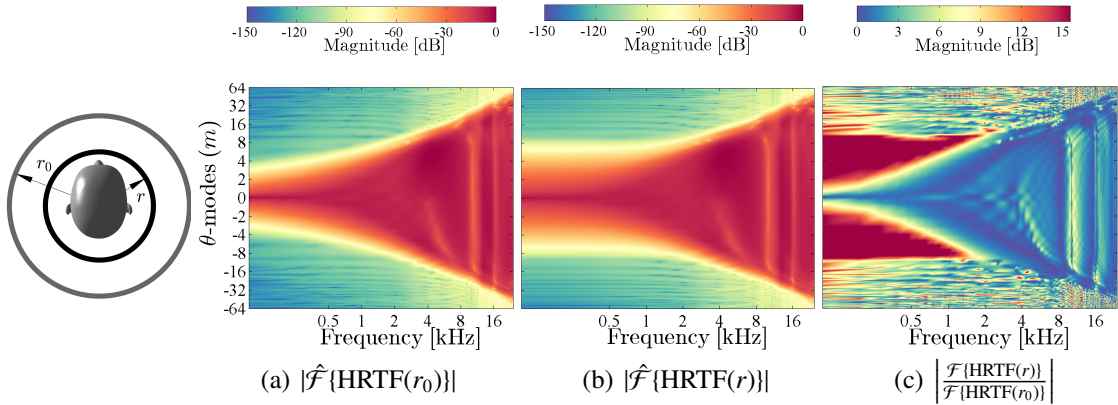 -150 -120 -90 -60 -30 0
Magnitude [dB]
-150 -120 -90 -60 -30 0
Magnitude [dB]
0 3 6 9 12 15
Magnitude [dB]
r₀
r
θ-modes (m)
64
32
16
8
4
2
0
-2
-4
-8
-16
-32
-64
0.5 1 2 4 8 16
Frequency [kHz]
0.5 1 2 4 8 16
Frequency [kHz]
0.5 1 2 4 8 16
Frequency [kHz]
(a) |ℱ̂{HRTF(r₀)}|
(b) |ℱ̂{HRTF(r)}|
(c) |ℱ{HRTF(r)} / ℱ{HRTF(r₀)}|